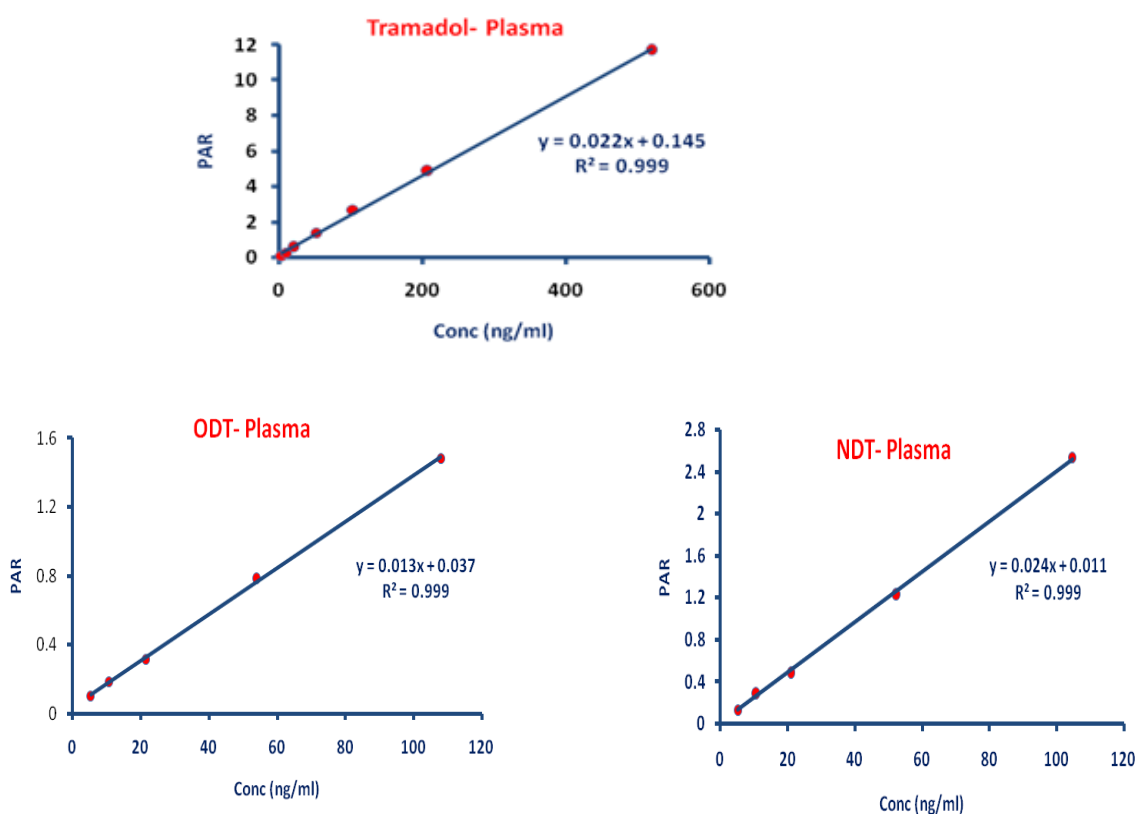 Tramadol- Plasma
12
10
8
6
4
2
0
PAR
y = 0.022x + 0.145
R² = 0.999
0 200 400 600
Conc (ng/ml)
ODT- Plasma
1.6
1.2
0.8
0.4
0
PAR
y = 0.013x + 0.037
R² = 0.999
0 20 40 60 80 100 120
Conc (ng/ml)
NDT- Plasma
2.8
2.4
2
1.6
1.2
0.8
0.4
0
PAR
y = 0.024x + 0.011
R² = 0.999
0 20 40 60 80 100 120
Conc (ng/ml)